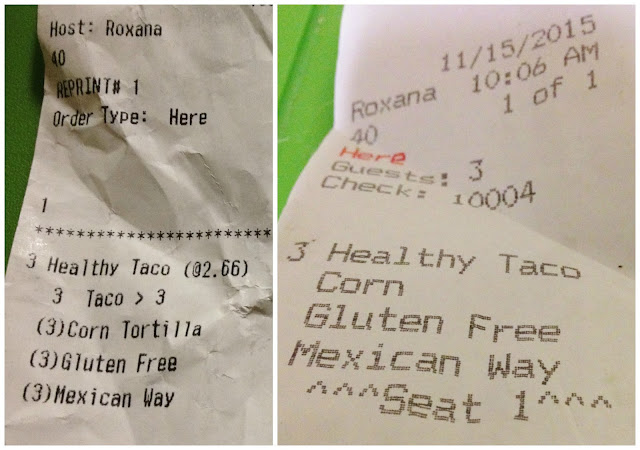 Host: Roxana
40
REPRINT# 1
Order Type: Here
1
******************************
3 Healthy Taco (@2.66)
3 Taco > 3
(3)Corn Tortilla
(3)Gluten Free
(3)Mexican Way
11/15/2015
Roxana 10:06 AM
40 1 of 1
Here
Guests: 3
Check: 10004
3 Healthy Taco
Corn
Gluten Free
Mexican Way
^^^Seat 1^^^